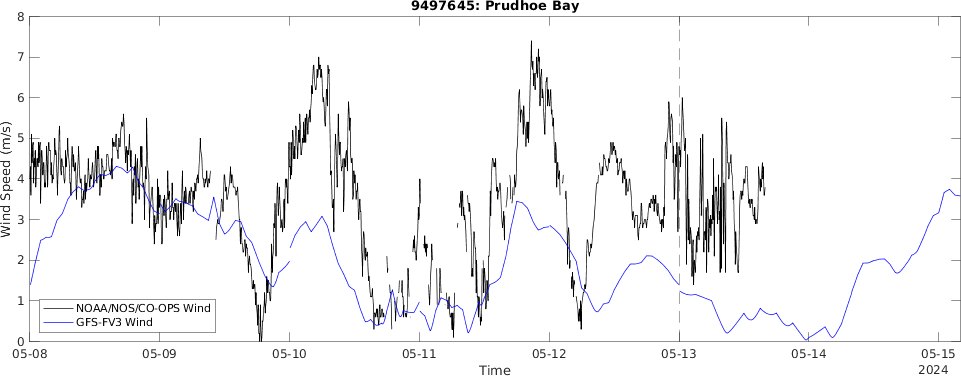 9497645: Prudhoe Bay
8
7
6
5
4
3
2
1
0
Wind Speed (m/s)
NOAA/NOS/CO-OPS Wind
GFS-FV3 Wind
05-08 05-09 05-10 05-11 05-12 05-13 05-14 05-15
Time 2024